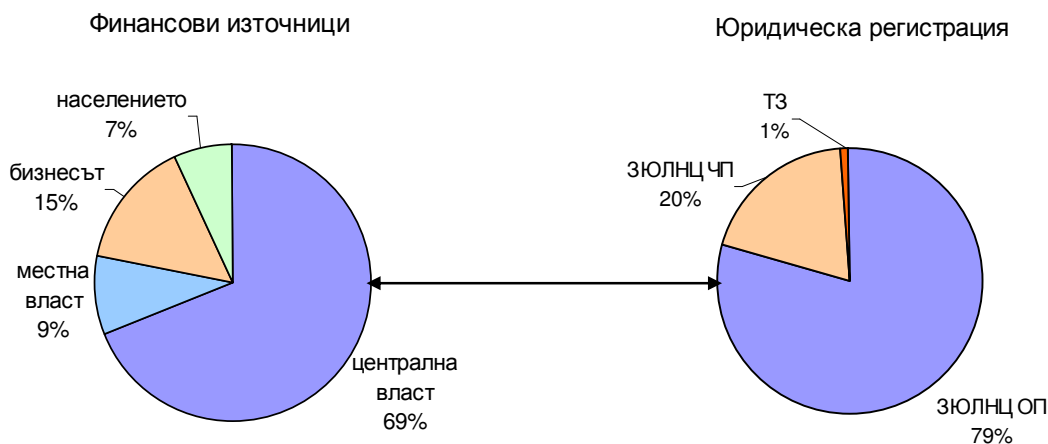 Финансови източници
населението
7%
бизнесът
15%
местна
власт
9%
централна
власт
69%
Юридическа регистрация
ТЗ
1%
ЗЮЛНЦ ЧП
20%
ЗЮЛНЦ ОП
79%